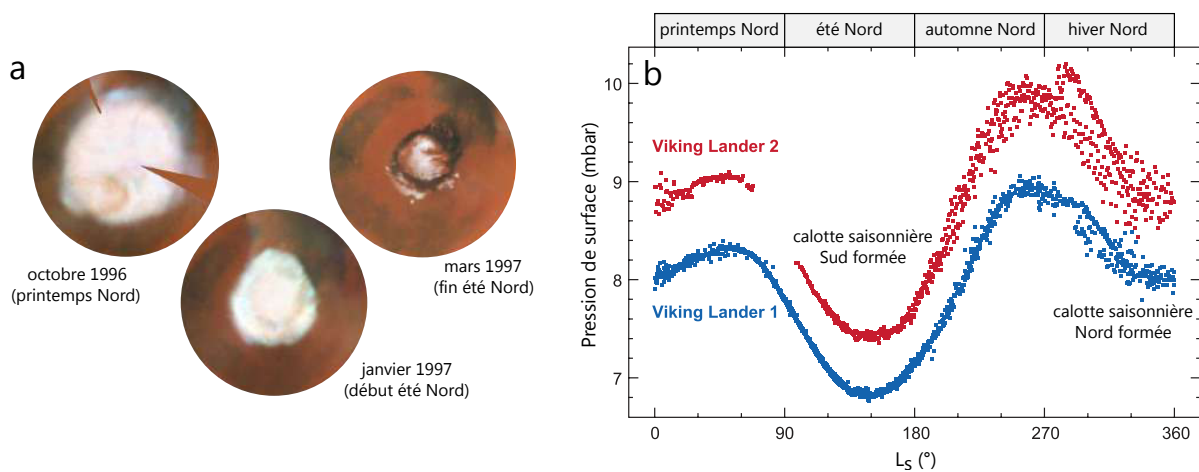 a
octobre 1996
(printemps Nord)
janvier 1997
(début été Nord)
mars 1997
(fin été Nord)
b
printemps Nord
été Nord
automne Nord
hiver Nord
Pression de surface (mbar)
10
9
8
7
Viking Lander 2
Viking Lander 1
calotte saisonnière
Sud formée
calotte saisonnière
Nord formée
0
90
180
270
360
Ls (°)